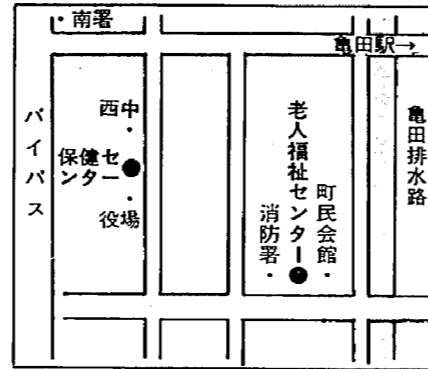 ・南署
亀田駅→
バイパス
西中・
保健センター
・役場
老人福祉センター
町民会館・
消防署・
亀田排水路